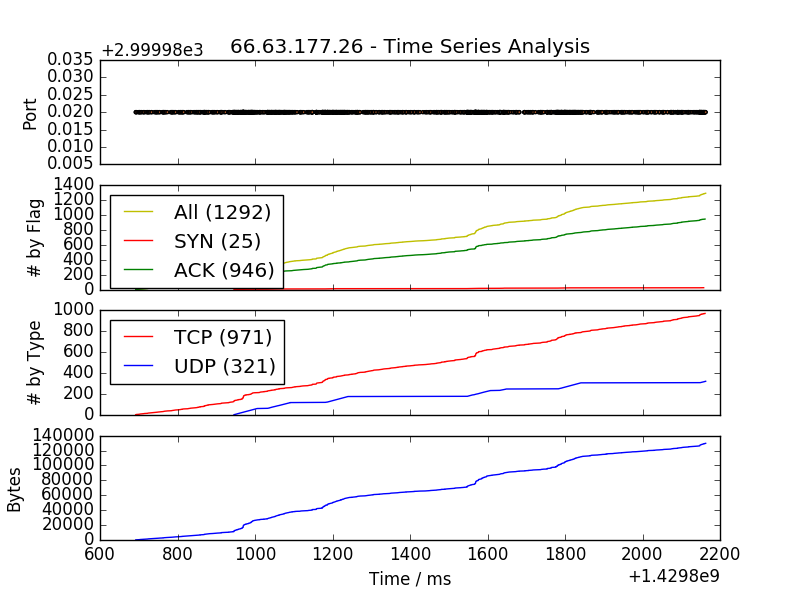 +2.99998e3
66.63.177.26 - Time Series Analysis
0.035
0.030
0.025
0.020
0.015
0.010
0.005
Port
1400
1200
1000
800
600
400
200
0
# by Flag
All (1292)
SYN (25)
ACK (946)
1000
800
600
400
200
0
# by Type
TCP (971)
UDP (321)
140000
120000
100000
80000
60000
40000
20000
0
Bytes
600 800 1000 1200 1400 1600 1800 2000 2200
Time / ms
+1.4298e9